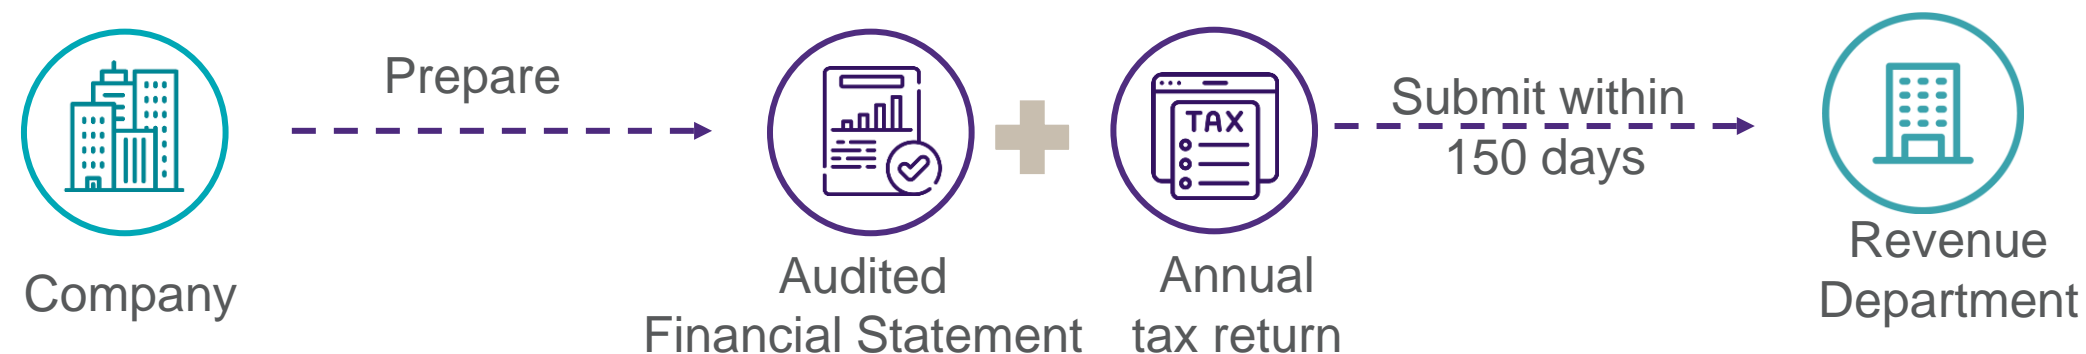 Company
Prepare
Audited
Financial Statement
TAX
Annual
tax return
Submit within
150 days
Revenue
Department